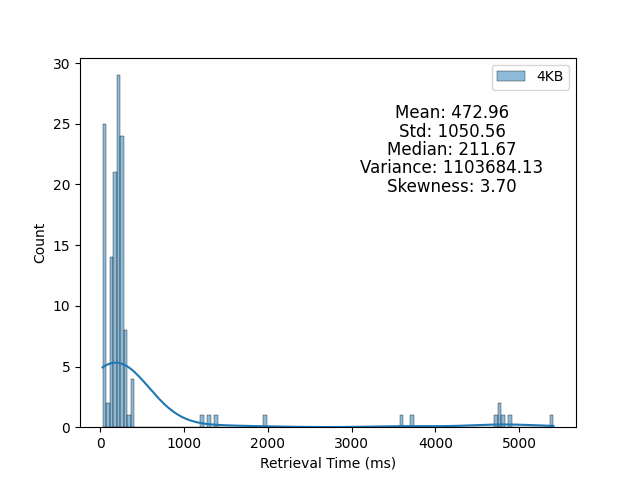 4KB
Mean: 472.96
Std: 1050.56
Median: 211.67
Variance: 1103684.13
Skewness: 3.70
30
25
20
15
10
5
0
Count
0 1000 2000 3000 4000 5000
Retrieval Time (ms)